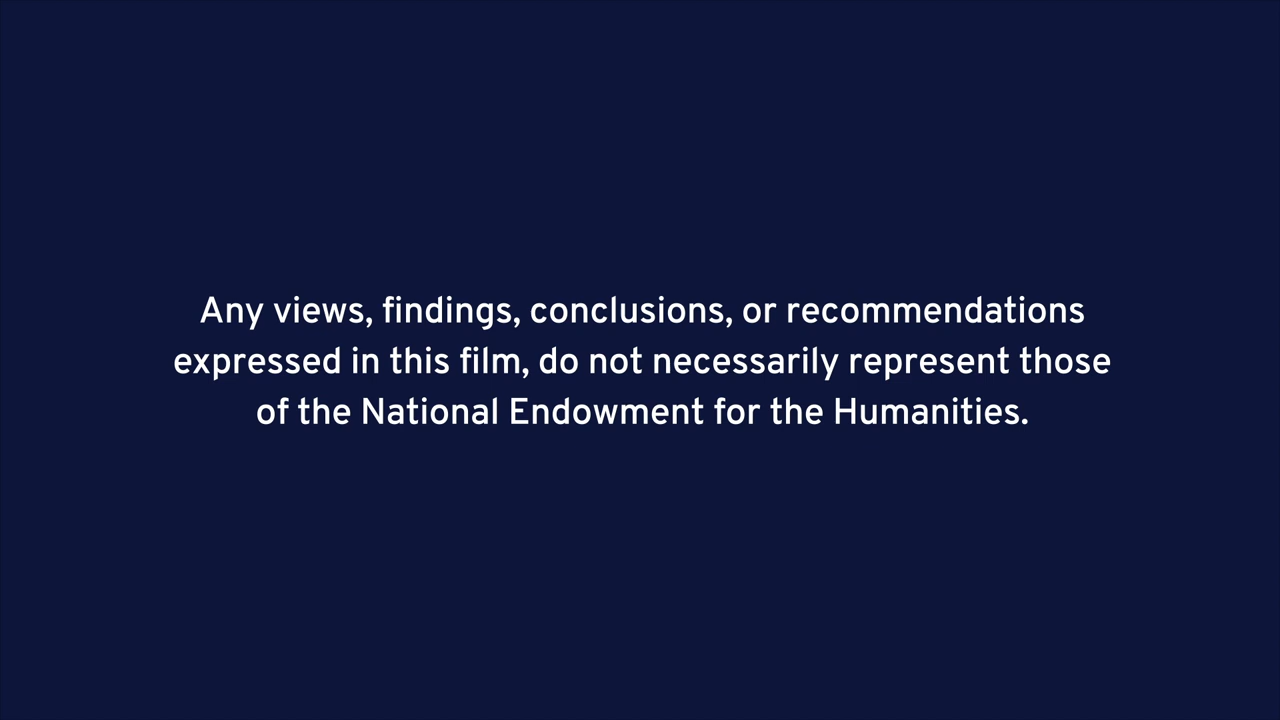 Any views, findings, conclusions, or recommendations
expressed in this film, do not necessarily represent those
of the National Endowment for the Humanities.